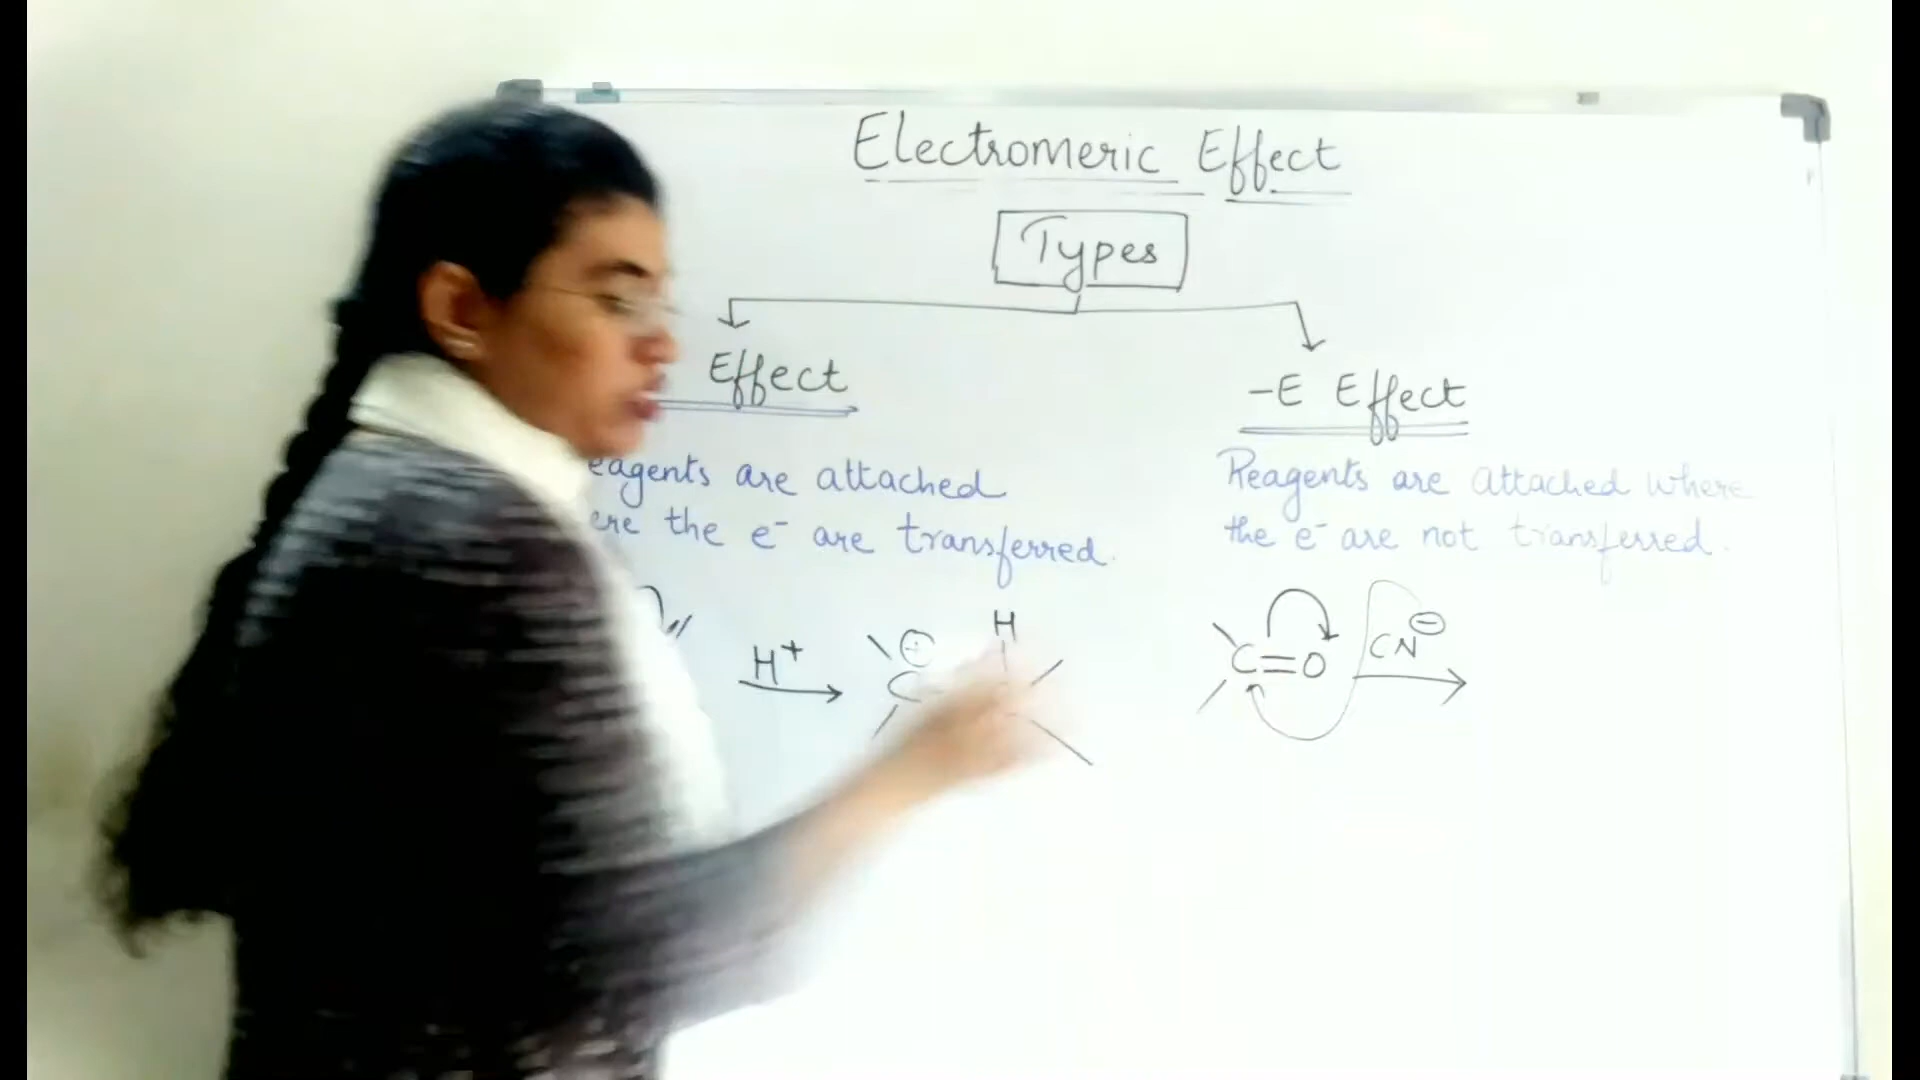 Electromeric Effect
Types
Effect
-E Effect
eagents are attached
ere the e⁻ are transferred.
Reagents are attached where
the e⁻ are not transferred.
H⁺
⊕
C
H
C=O
CN⊖